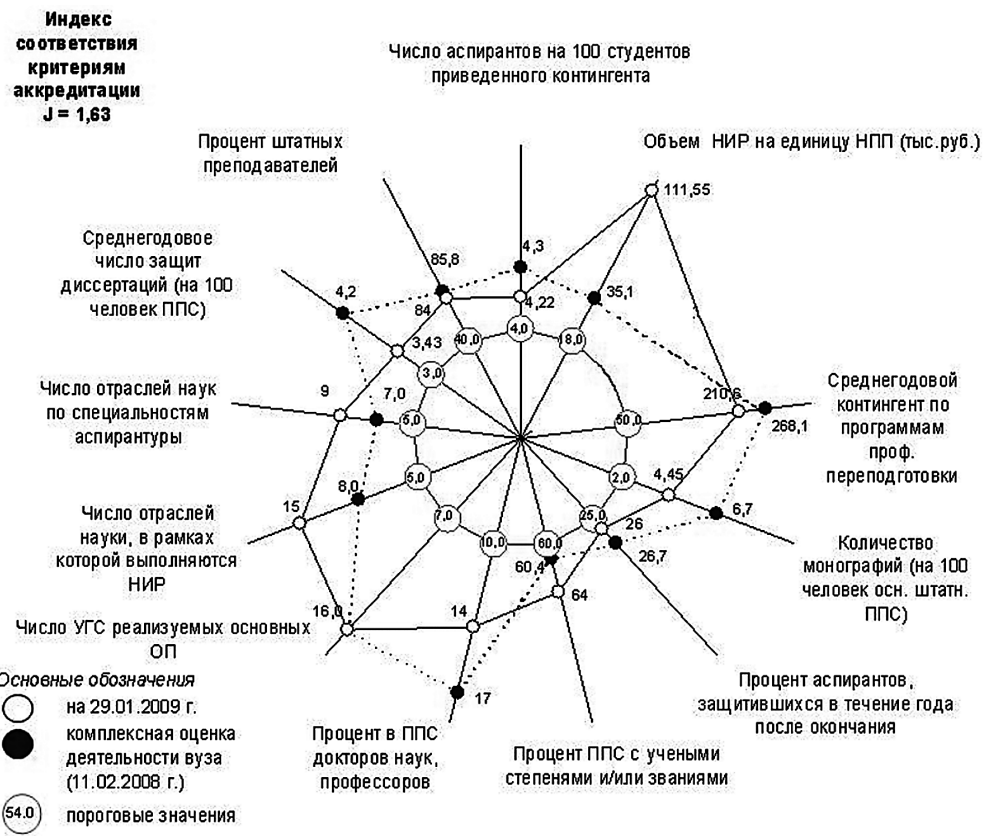 Индекс
соответствия
критериям
аккредитации
J = 1,63
Число аспирантов на 100 студентов
приведенного контингента
Процент штатных
преподавателей
Объем НИР на единицу НПП (тыс.руб.)
111,55
Среднегодовое
число защит
диссертаций (на 100
человек ППС)
85,8
4,3
4,2
35,1
84
4,22
3,43
40,0
4,0
18,0
3,0
Число отраслей наук
по специальностям
аспирантуры
9
7,0
5,0
50,0
210,6
268,1
Среднегодовой
контингент по
программам
проф.
переподготовки
8,0
5,0
2,0
4,45
6,7
15
Число отраслей
науки, в рамках
которой выполняются
НИР
7,0
10,0
60,0
25,0
26
26,7
60,4
64
Количество
монографий (на 100
человек осн. штатн.
ППС)
16,0
14
Число УГС реализуемых основных
ОП
17
Процент аспирантов,
защитившихся в течение года
после окончания
Процент ППС с учеными
степенями и/или званиями
Процент в ППС
докторов наук,
профессоров
Основные обозначения
на 29.01.2009 г.
комплексная оценка
деятельности вуза
(11.02.2008 г.)
54.0
пороговые значения